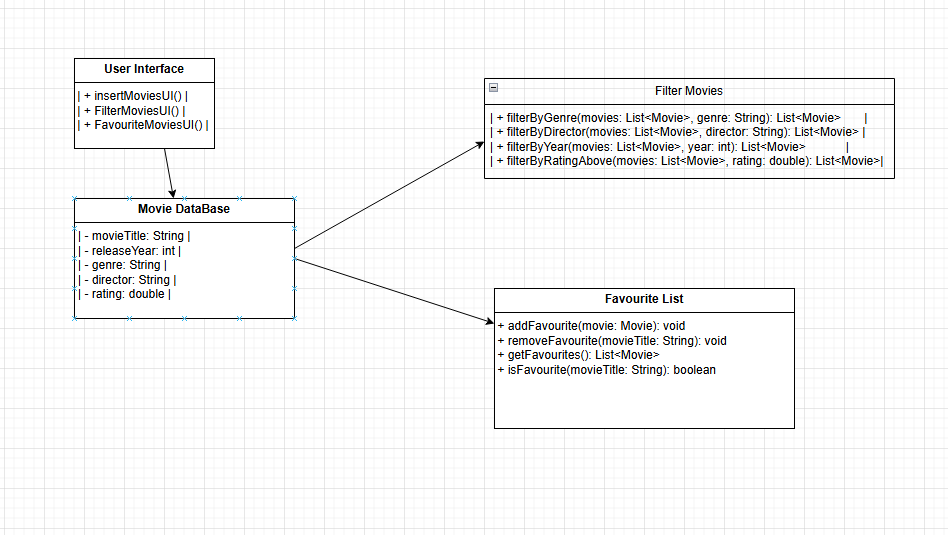 User Interface
| + insertMoviesUI() |
| + FilterMoviesUI() |
| + FavouriteMoviesUI() |
Filter Movies
| + filterByGenre(movies: List<Movie>, genre: String): List<Movie> |
| + filterByDirector(movies: List<Movie>, director: String): List<Movie> |
| + filterByYear(movies: List<Movie>, year: int): List<Movie> |
| + filterByRatingAbove(movies: List<Movie>, rating: double): List<Movie>|
Movie DataBase
| - movieTitle: String |
| - releaseYear: int |
| - genre: String |
| - director: String |
| - rating: double |
Favourite List
+ addFavourite(movie: Movie): void
+ removeFavourite(movieTitle: String): void
+ getFavourites(): List<Movie>
+ isFavourite(movieTitle: String): boolean